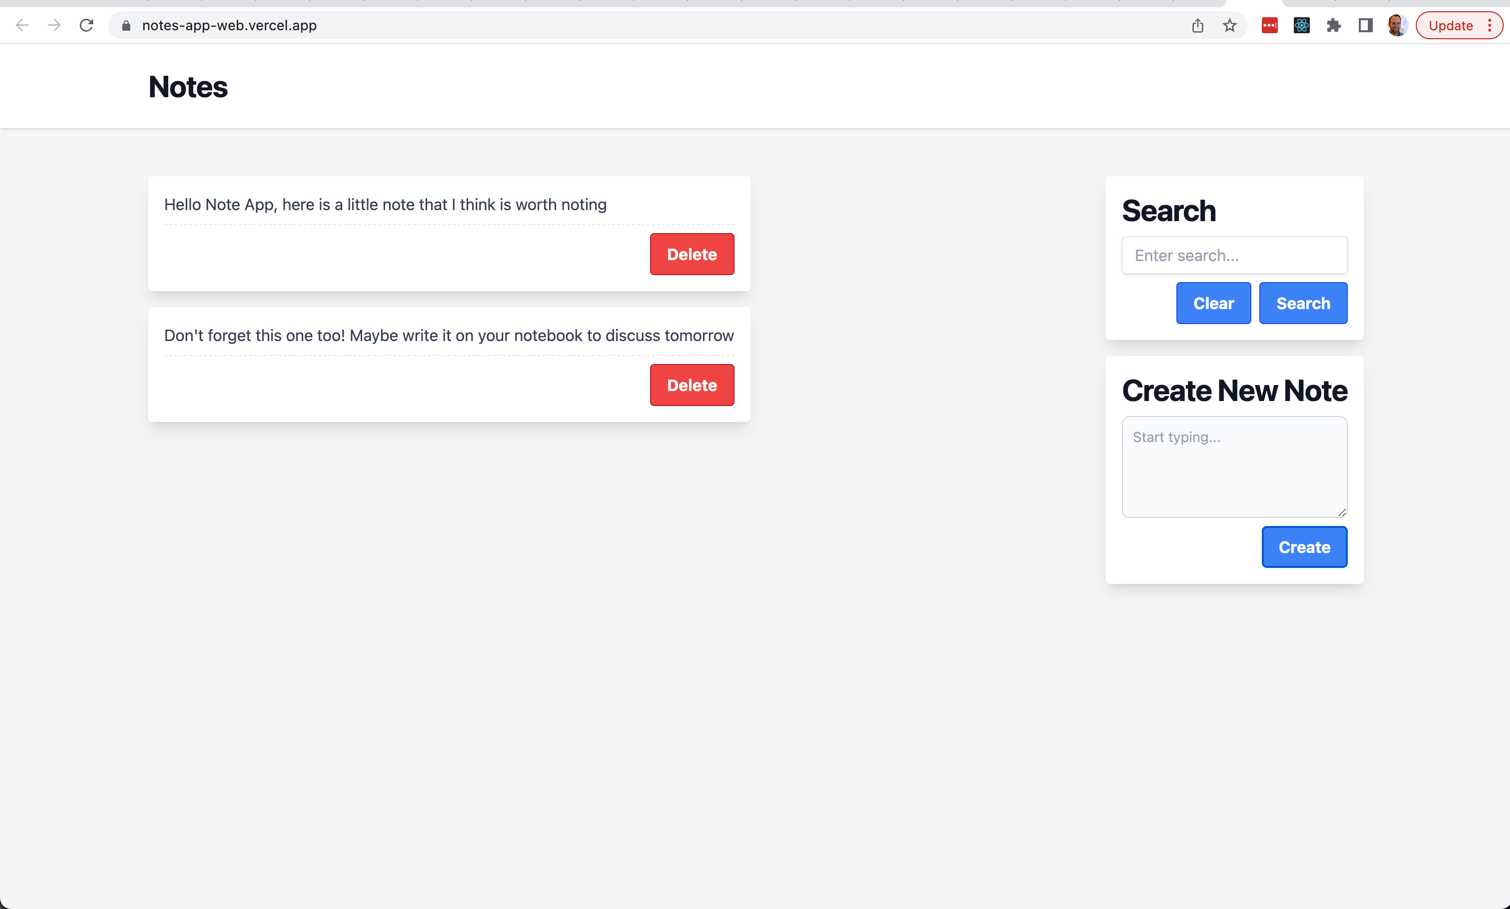 notes-app-web.vercel.app
Update
Notes
Hello Note App, here is a little note that I think is worth noting
Delete
Don't forget this one too! Maybe write it on your notebook to discuss tomorrow
Delete
Search
Enter search...
Clear Search
Create New Note
Start typing...
Create